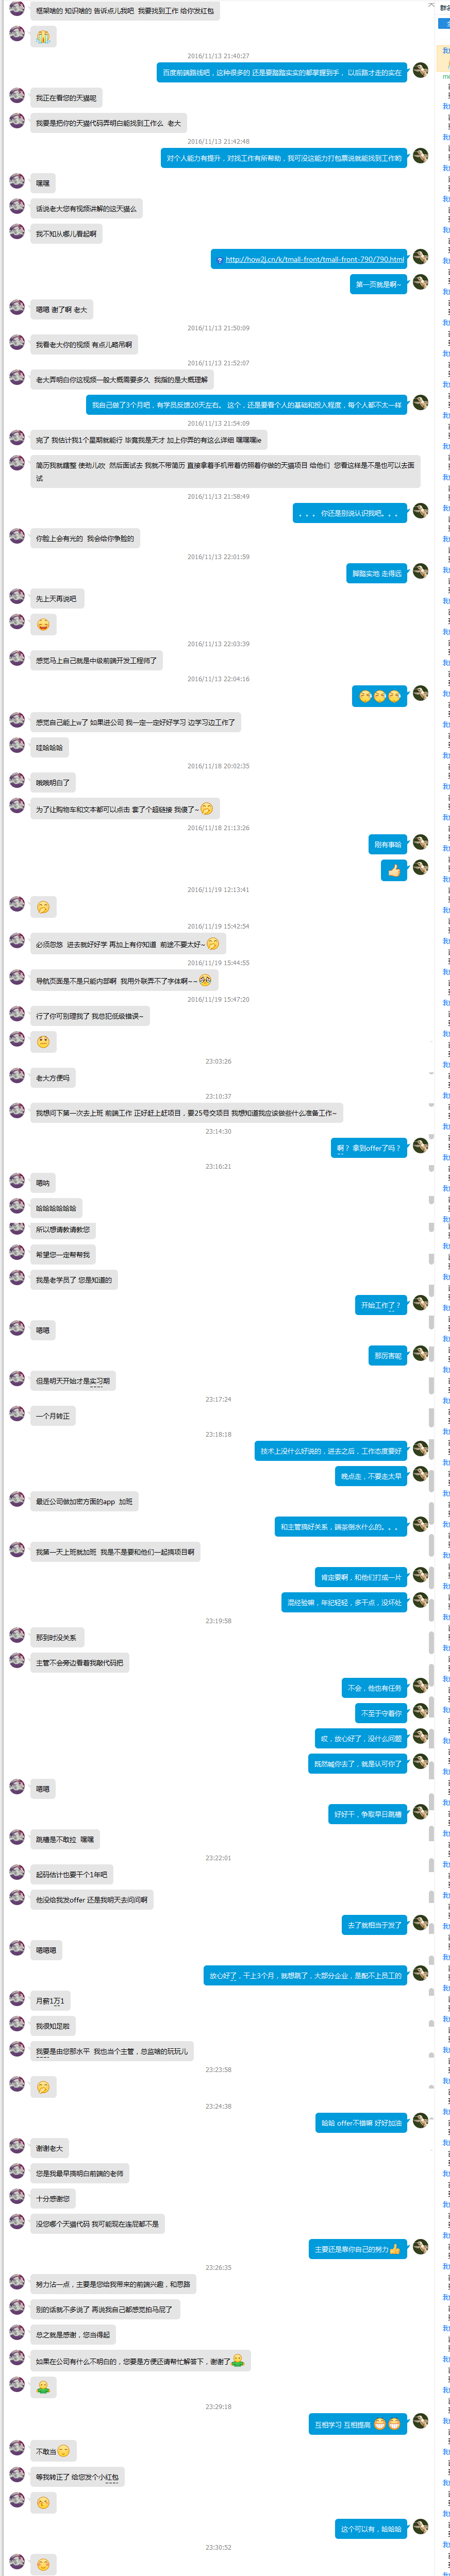 框架啥的 知识啥的 告诉点儿我吧 我要找到工作 给你发红包
2016/11/13 21:40:27
百度前端路线吧，这种很多的 还是要踏踏实实的都掌握到手， 以后路才走的实在
我正在看您的天猫呢
我要是把你的天猫代码弄明白能找到工作么 老大
2016/11/13 21:42:48
对个人能力有提升，对找工作有所帮助，我可没这能力打包票说就能找到工作哟
嘿嘿
话说老大您有视频讲解的这天猫么
我不知从哪儿看起啊
http://how2j.cn/k/tmall-front/tmall-front-790/790.html
第一页就是啊~
嗯嗯 谢了啊 老大
2016/11/13 21:50:09
我看老大你的视频 有点儿路吊啊
2016/11/13 21:52:07
老大弄明白你这视频一般大概需要多久 我指的是大概理解
我自己做了3个月吧，有学员反馈20天左右。 这个，还是要看个人的基础和投入程度，每个人都不太一样
2016/11/13 21:54:09
完了 我估计我1个星期就能行 毕竟我是天才 加上你弄的有这么详细 嘿嘿嘿ie
简历我就瞎整 使劲儿吹 然后面试去 我就不带简历 直接拿着手机带着仿照着你做的天猫项目 给他们 您看这样是不是也可以去面
试
2016/11/13 21:58:49
。。。 你还是别说认识我吧。。。
你脸上会有光的 我会给你争脸的
2016/11/13 22:01:59
脚踏实地 走得远
先上天再说吧
2016/11/13 22:03:39
感觉马上自己就是中级前端开发工程师了
2016/11/13 22:04:16
感觉自己能上w了 如果进公司 我一定一定好好学习 边学习边工作了
哇哈哈哈
2016/11/18 20:02:35
哦哦明白了
为了让购物车和文本都可以点击 套了个超链接 我傻了~
2016/11/18 21:13:26
刚有事哈
2016/11/19 12:13:41
2016/11/19 15:42:54
必须忽悠 进去就好好学 再加上有你知道 前途不要太好~
2016/11/19 15:44:55
导航页面是不是只能内部啊 我用外联弄不了字体啊~~
2016/11/19 15:47:20
行了你可别理我了 我总犯低级错误~
23:03:26
老大方便吗
23:10:37
我想问下第一次去上班 前端工作 正好赶上赶项目，要25号交项目 我想知道我应该做些什么准备工作~
23:14:30
啊？ 拿到offer了吗？
23:16:21
嗯呐
哈哈哈哈哈哈
所以想请教请教您
希望您一定帮帮我
我是老学员了 您是知道的
开始工作了？
嗯嗯
那厉害呢
但是明天开始才是实习期
23:17:24
一个月转正
23:18:18
技术上没什么好说的，进去之后，工作态度要好
晚点走，不要走太早
最近公司做加密方面的app 加班
和主管搞好关系，端茶倒水什么的。。。
我第一天上班就加班 我是不是要和他们一起搞项目啊
肯定要啊，和他们打成一片
混经验嘛，年纪轻轻，多干点，没坏处
23:19:58
那到时没关系
主管不会旁边看着我敲代码把
不会，他也有任务
不至于守着你
哎，放心好了，没什么问题
既然喊你去了，就是认可你了
嗯嗯
好好干，争取早日跳槽
跳槽是不敢拉 嘿嘿
23:22:01
起码估计也要干个1年吧
他没给我发offer 还是我明天去问问啊
去了就相当于发了
嗯嗯嗯
放心好了，干上3个月，就想跳了，大部分企业，是配不上员工的
月薪1万1
我很知足啦
我要是由您那水平 我也当个主管，总监啥的玩玩儿
23:23:58
23:24:38
哈哈 offer不错嘛 好好加油
谢谢老大
您是我最早搞明白前端的老师
十分感谢您
没您哪个天猫代码 我可能现在连屁都不是
主要还是靠你自己的努力
23:26:35
努力沾一点，主要是您给我带来的前端兴趣，和思路
别的话就不多说了 再说我自己都感觉拍马屁了
总之就是感谢，您当得起
如果在公司有什么不明白的，您要是方便还请帮忙解答下，谢谢了
23:29:18
互相学习 互相提高
不敢当
等我转正了 给您发个小红包
这个可以有，哈哈哈
23:30:52